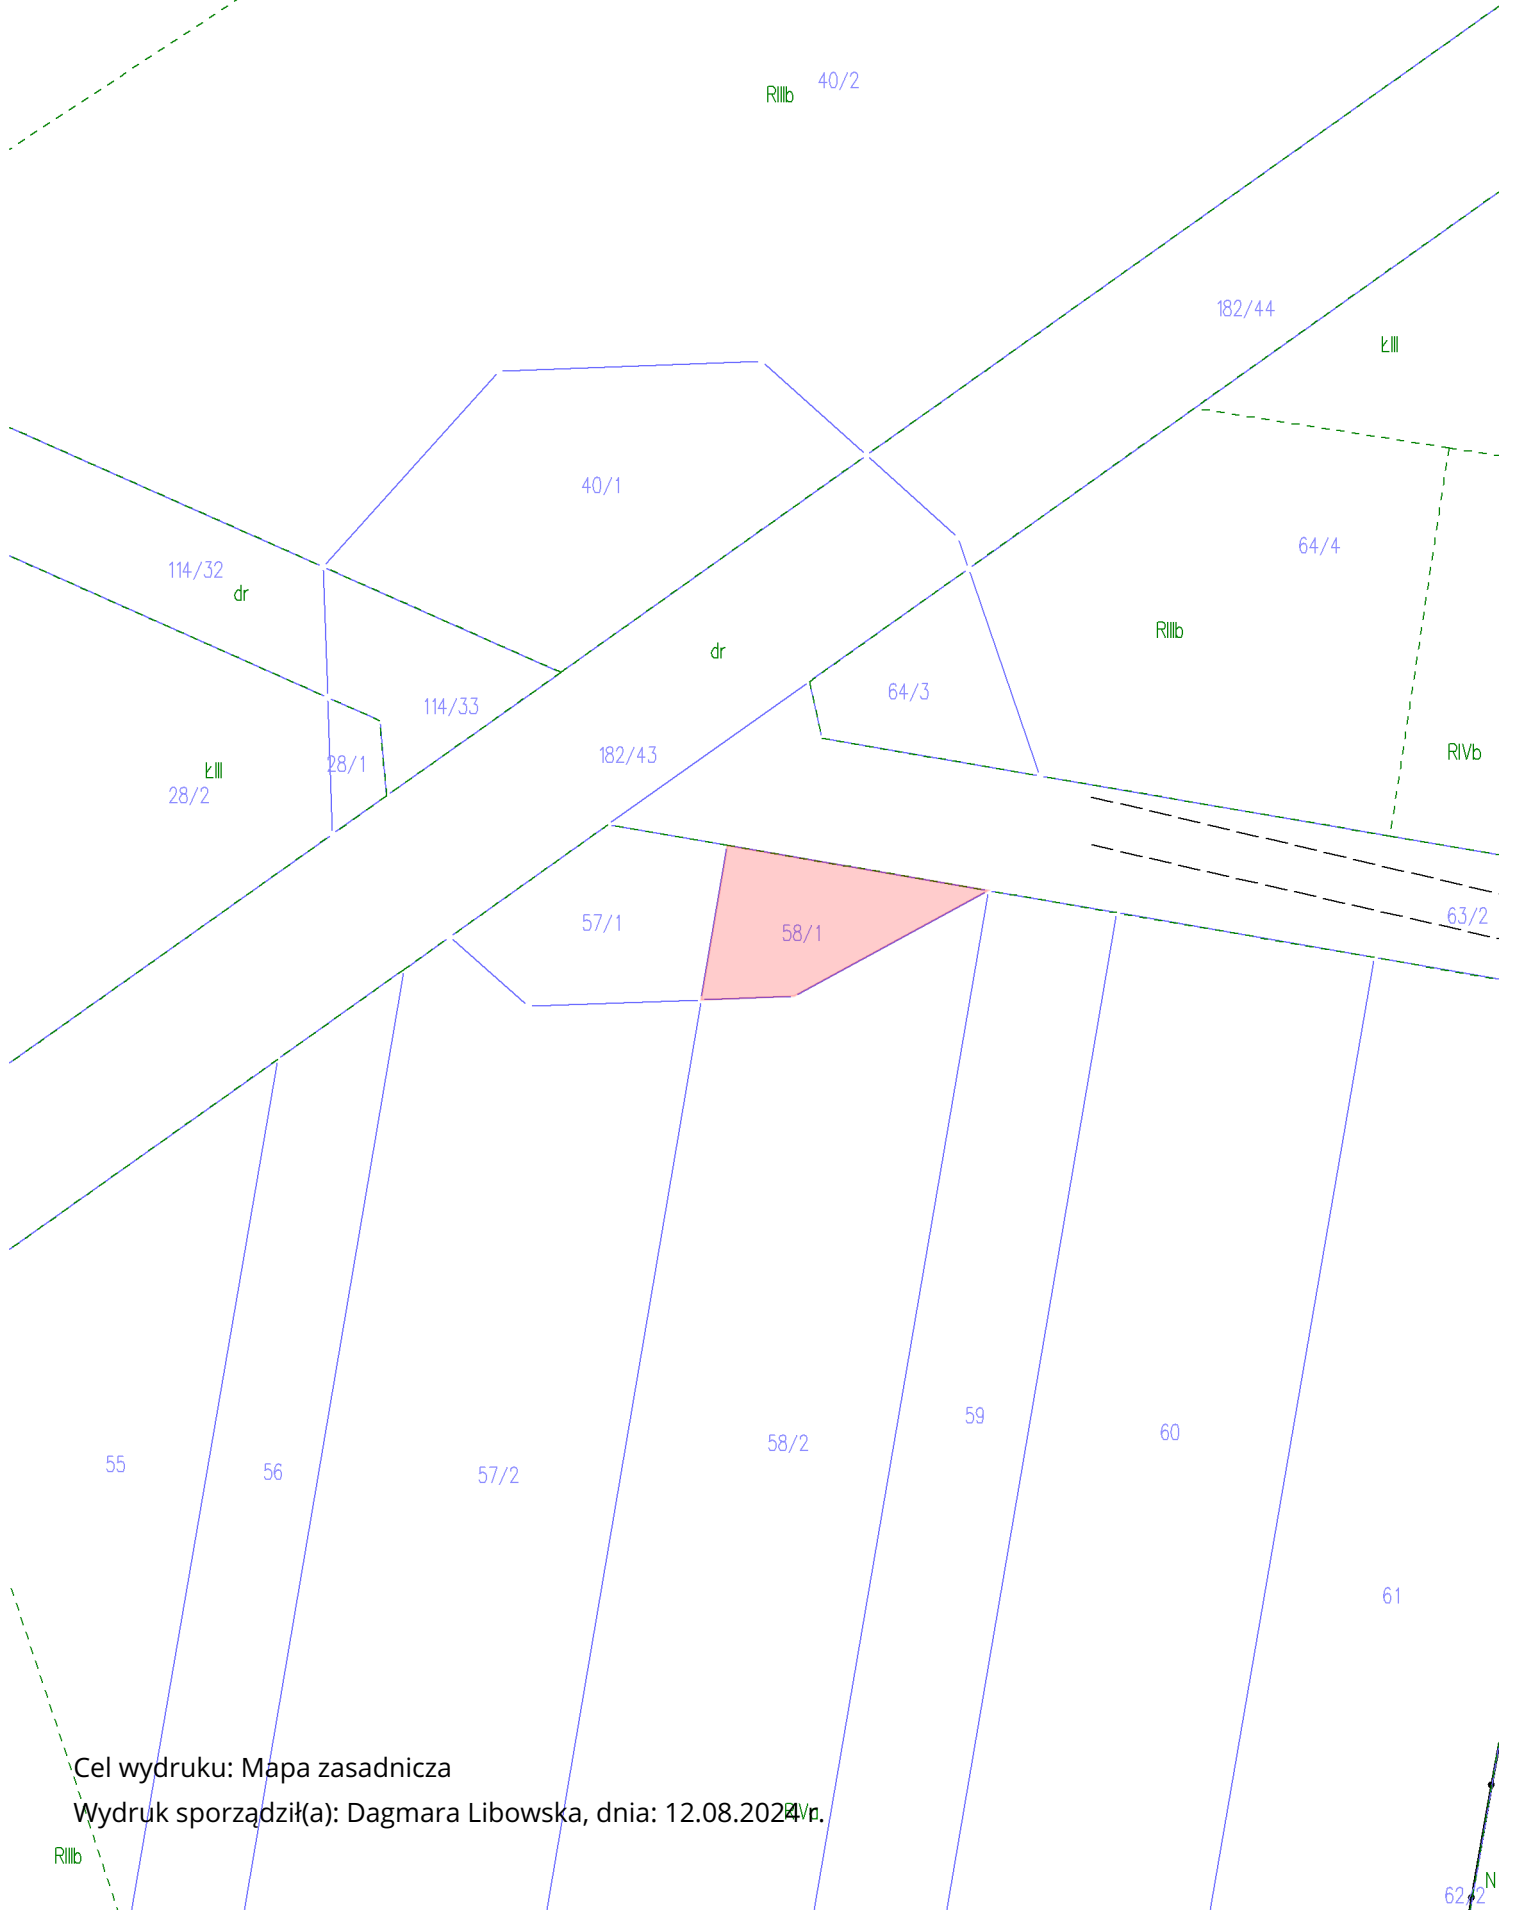 40/2
RIIIb
182/44
ŁIII
40/1
64/4
114/32
dr
RIIIb
dr
64/3
114/33
182/43
RIVb
28/1
ŁIII
28/2
63/2
57/1
58/1
59
60
58/2
55
56
57/2
61
Cel wydruku: Mapa zasadnicza
Wydruk sporządził(a): Dagmara Libowska, dnia: 12.08.2024 r.
RIVa
RIIIb
N
62/2